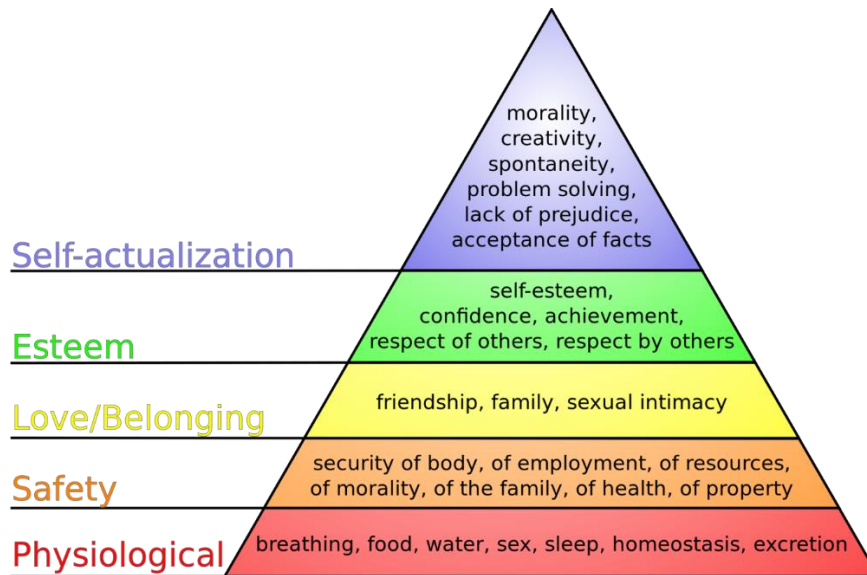 morality,
creativity,
spontaneity,
problem solving,
lack of prejudice,
acceptance of facts
Self-actualization
self-esteem,
confidence, achievement,
respect of others, respect by others
Esteem
friendship, family, sexual intimacy
Love/Belonging
security of body, of employment, of resources,
of morality, of the family, of health, of property
Safety
breathing, food, water, sex, sleep, homeostasis, excretion
Physiological